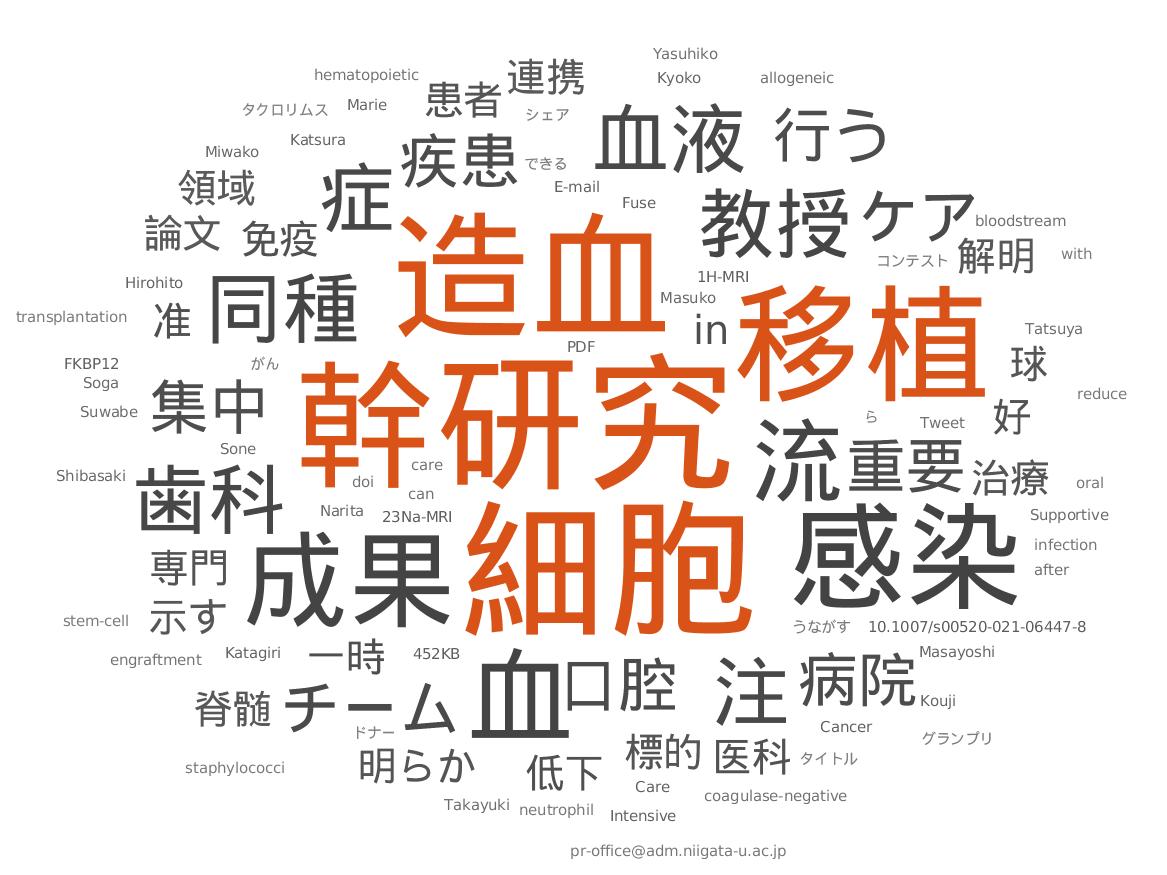 Yasuhiko
連携
hematopoietic
Kyoko
allogeneic
患者
タクロリムス
Marie
シェア
血液
行う
Katsura
疾患
Miwako
できる
領域
症
E-mail
Fuse
教授
ケア
論文
免疫
bloodstream
解明
with
コンテスト
造血
1H-MRI
Hirohito
Masuko
同種
transplantation
准
in
移植
Tatsuya
PDF
FKBP12
がん
球
Soga
幹
研究
reduce
Suwabe
集中
ら
Tweet
好
Sone
care
流
重要
治療
Shibasaki
歯科
doi
can
oral
Narita
23Na-MRI
Supportive
細胞
感染
infection
専門
成果
after
示す
stem-cell
うながす
10.1007/s00520-021-06447-8
engraftment
Katagiri
一時
452KB
Masayoshi
血
口腔
注
病院
脊髄
チーム
Kouji
ドナー
Cancer
グランプリ
明らか
標的
医科
タイトル
staphylococci
低下
Care
coagulase-negative
Takayuki
neutrophil
Intensive
pr-office@adm.niigata-u.ac.jp